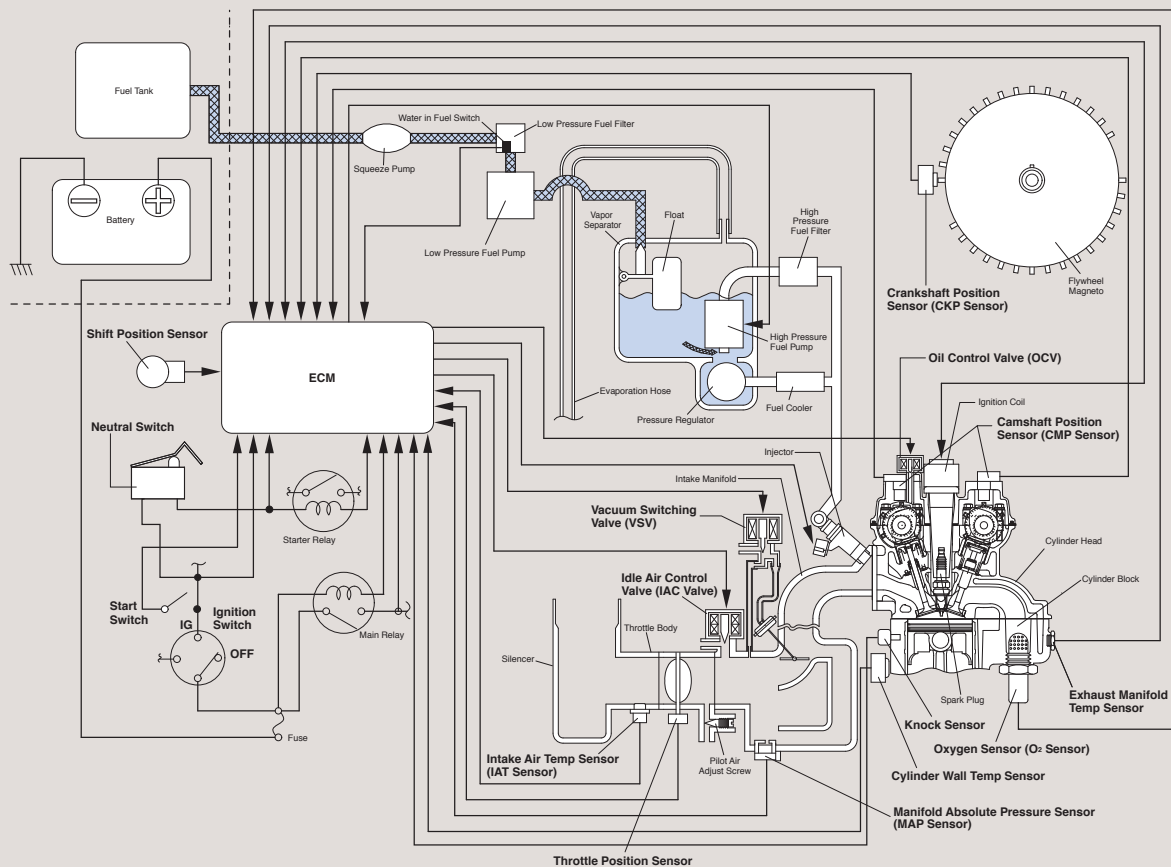 Fuel Tank
Water in Fuel Switch
Low Pressure Fuel Filter
Squeeze Pump
Battery
Low Pressure Fuel Pump
Vapor
Separator
Float
High
Pressure
Fuel Filter
Flywheel
Magneto
Crankshaft Position
Sensor (CKP Sensor)
Shift Position Sensor
ECM
High Pressure
Fuel Pump
Oil Control Valve (OCV)
Evaporation Hose
Pressure Regulator
Fuel Cooler
Ignition Coil
Camshaft Position
Sensor (CMP Sensor)
Neutral Switch
Injector
Intake Manifold
Starter Relay
Vacuum Switching
Valve (VSV)
Cylinder Head
Cylinder Block
Idle Air Control
Valve (IAC Valve)
Start
Switch
Ignition
Switch
IG
OFF
Main Relay
Throttle Body
Silencer
Fuse
Spark Plug
Exhaust Manifold
Temp Sensor
Knock Sensor
Oxygen Sensor (O2 Sensor)
Intake Air Temp Sensor
(IAT Sensor)
Pilot Air
Adjust Screw
Cylinder Wall Temp Sensor
Manifold Absolute Pressure Sensor
(MAP Sensor)
Throttle Position Sensor